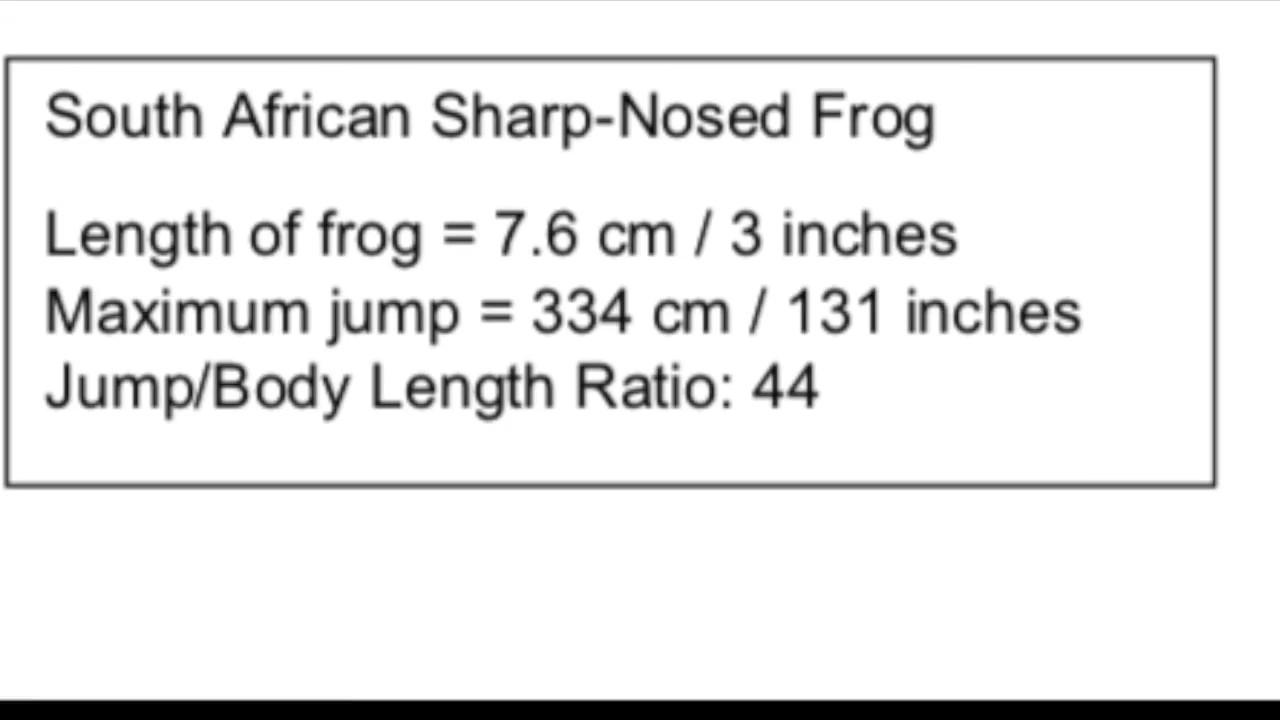 South African Sharp-Nosed Frog
Length of frog = 7.6 cm / 3 inches
Maximum jump = 334 cm / 131 inches
Jump/Body Length Ratio: 44